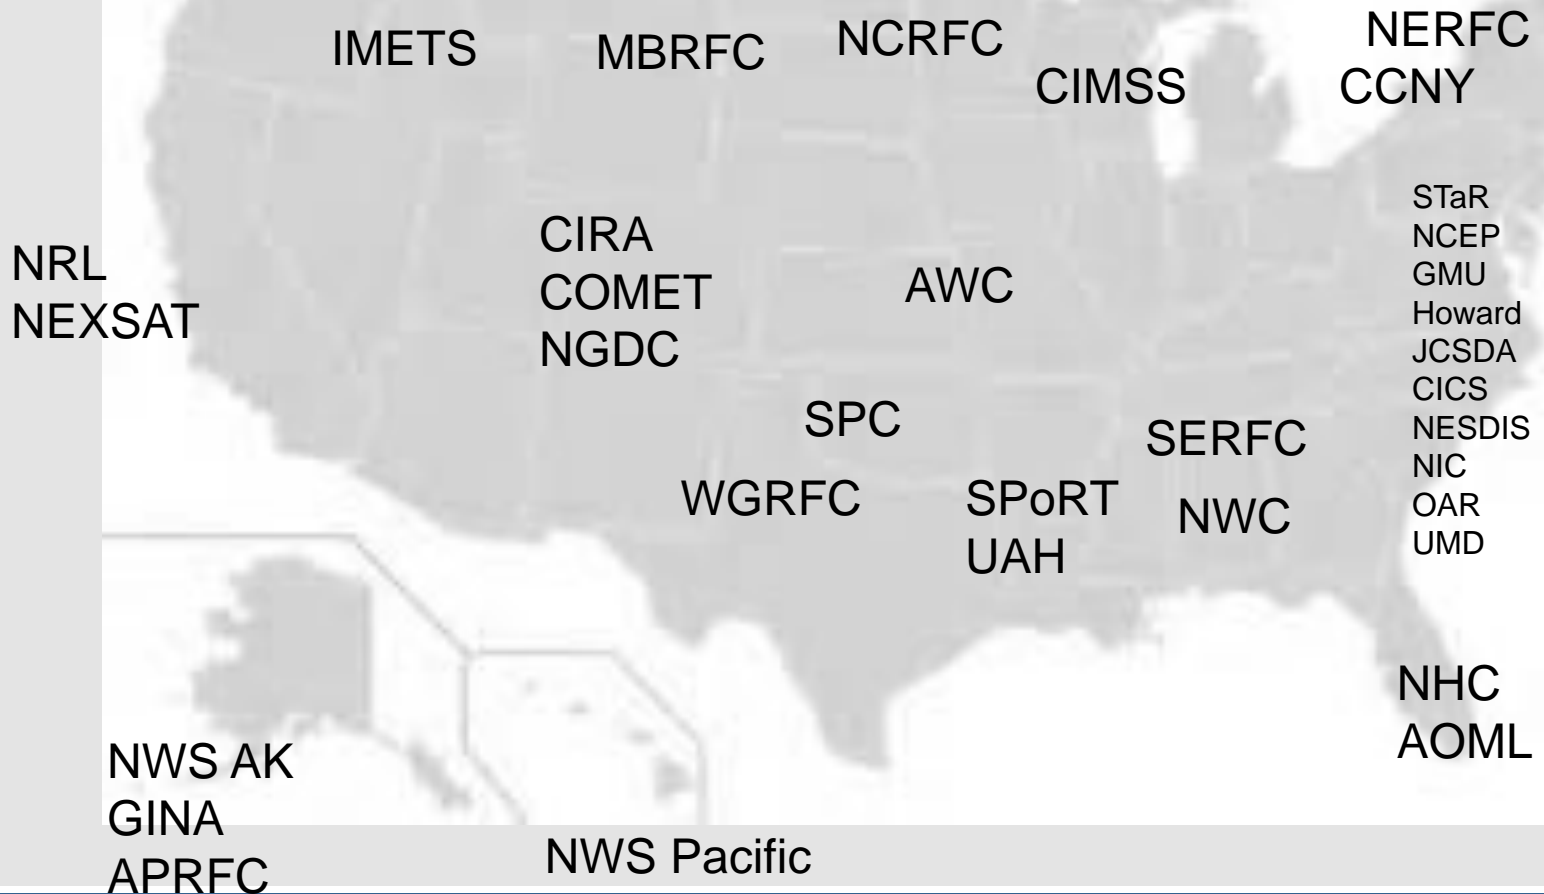 IMETS
MBRFC
NCRFC
NERFC
CIMSS
CCNY
STaR
NCEP
GMU
Howard
JCSDA
CICS
NESDIS
NIC
OAR
UMD
NRL
NEXSAT
CIRA
COMET
NGDC
AWC
SPC
SERFC
WGRFC
SPoRT
UAH
NWC
NHC
AOML
NWS AK
GINA
APRFC
NWS Pacific